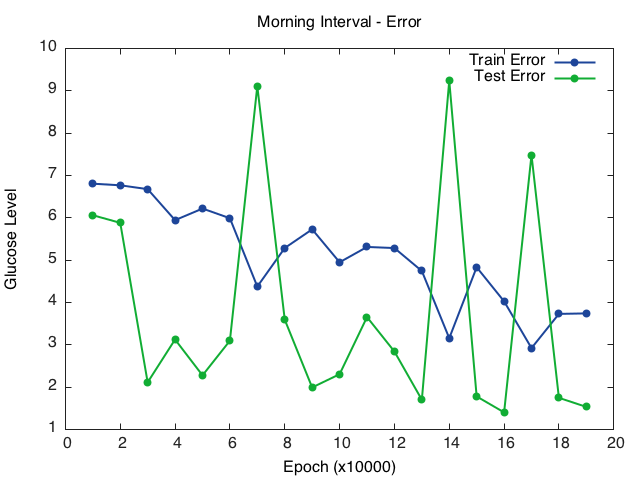 Morning Interval - Error
Train Error
Test Error
10
9
8
7
6
5
4
3
2
1
Glucose Level
0 2 4 6 8 10 12 14 16 18 20
Epoch (x10000)